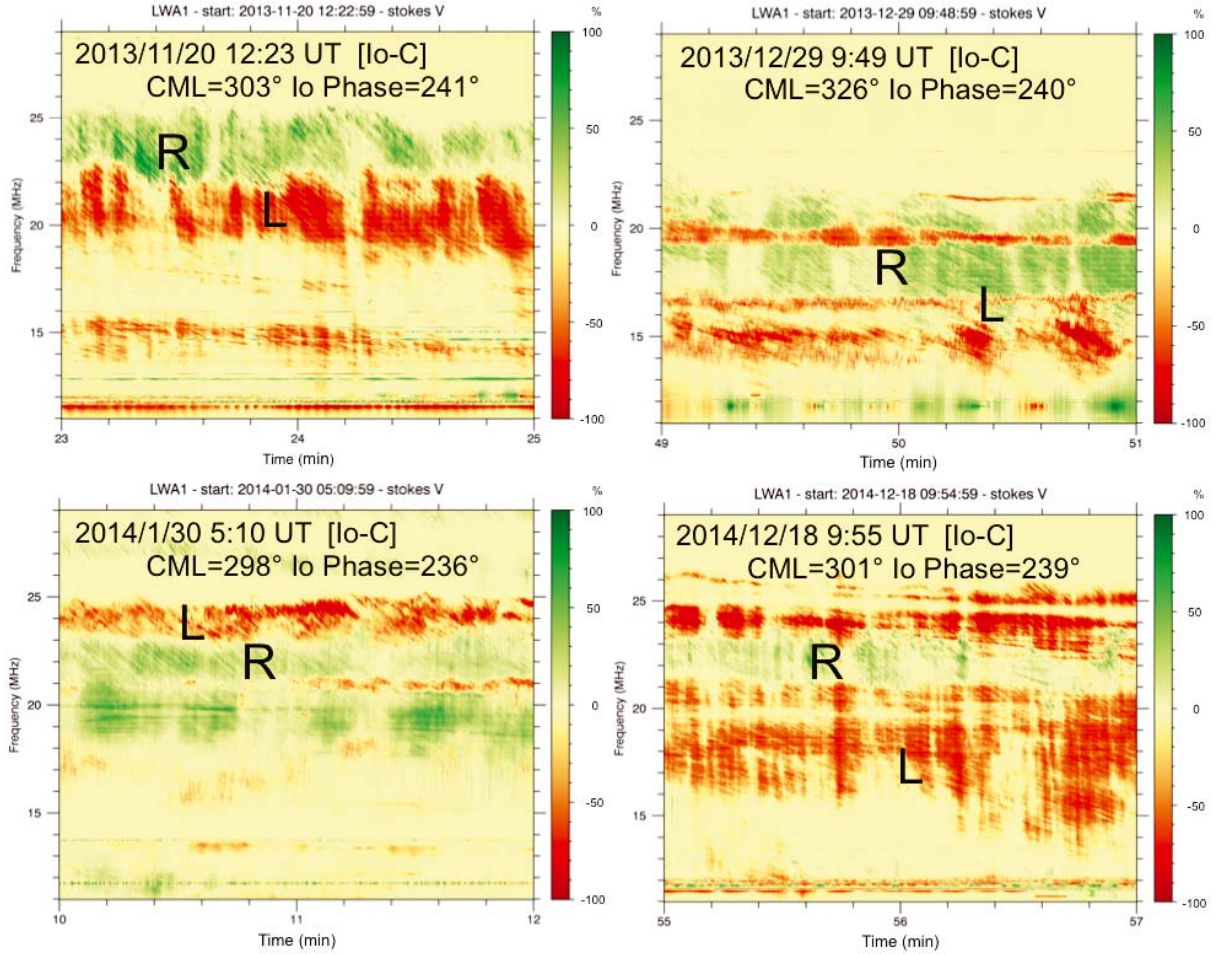 LWA1 - start: 2013-11-20 12:22:59 - stokes V
%
2013/11/20 12:23 UT [Io-C]
CML=303° Io Phase=241°
R
L
Frequency (MHz)
25
20
15
23
24
25
Time (min)
100
50
0
-50
-100
LWA1 - start: 2013-12-29 09:48:59 - stokes V
%
2013/12/29 9:49 UT [Io-C]
CML=326° Io Phase=240°
R
L
Frequency (MHz)
25
20
15
49
50
51
Time (min)
100
50
0
-50
-100
LWA1 - start: 2014-01-30 05:09:59 - stokes V
%
2014/1/30 5:10 UT [Io-C]
CML=298° Io Phase=236°
L
R
Frequency (MHz)
25
20
15
10
11
12
Time (min)
100
50
0
-50
-100
LWA1 - start: 2014-12-18 09:54:59 - stokes V
%
2014/12/18 9:55 UT [Io-C]
CML=301° Io Phase=239°
R
L
Frequency (MHz)
25
20
15
55
56
57
Time (min)
100
50
0
-50
-100